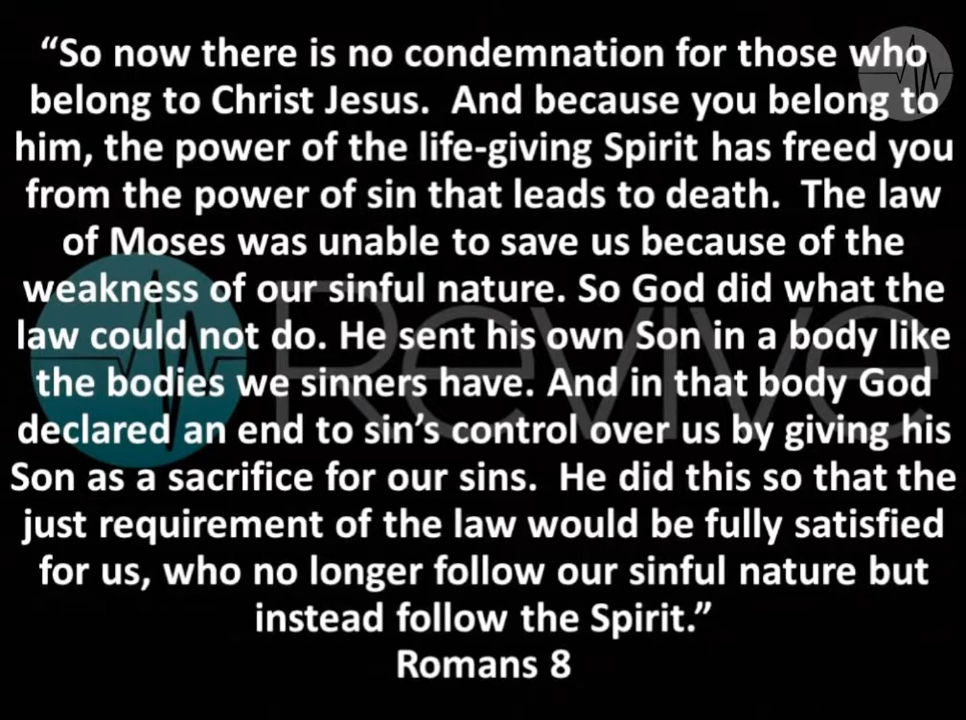 “So now there is no condemnation for those who
belong to Christ Jesus.  And because you belong to
him, the power of the life-giving Spirit has freed you
from the power of sin that leads to death.  The law
of Moses was unable to save us because of the
weakness of our sinful nature. So God did what the
law could not do. He sent his own Son in a body like
the bodies we sinners have. And in that body God
declared an end to sin’s control over us by giving his
Son as a sacrifice for our sins.  He did this so that the
just requirement of the law would be fully satisfied
for us, who no longer follow our sinful nature but
instead follow the Spirit.”
Romans 8
Revive